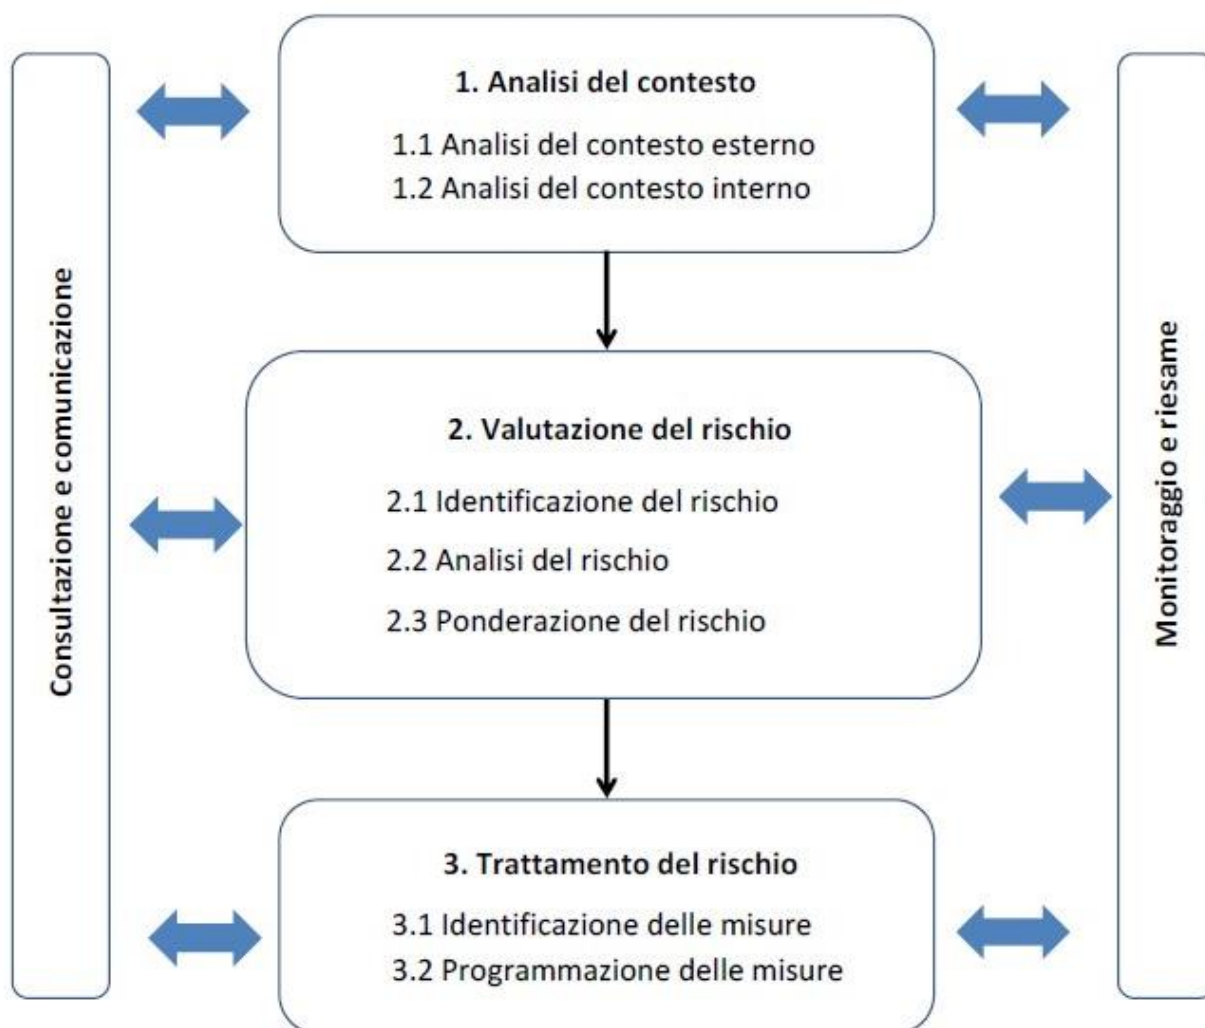 Consultazione e comunicazione
1. Analisi del contesto
1.1 Analisi del contesto esterno
1.2 Analisi del contesto interno
2. Valutazione del rischio
2.1 Identificazione del rischio
2.2 Analisi del rischio
2.3 Ponderazione del rischio
3. Trattamento del rischio
3.1 Identificazione delle misure
3.2 Programmazione delle misure
Monitoraggio e riesame